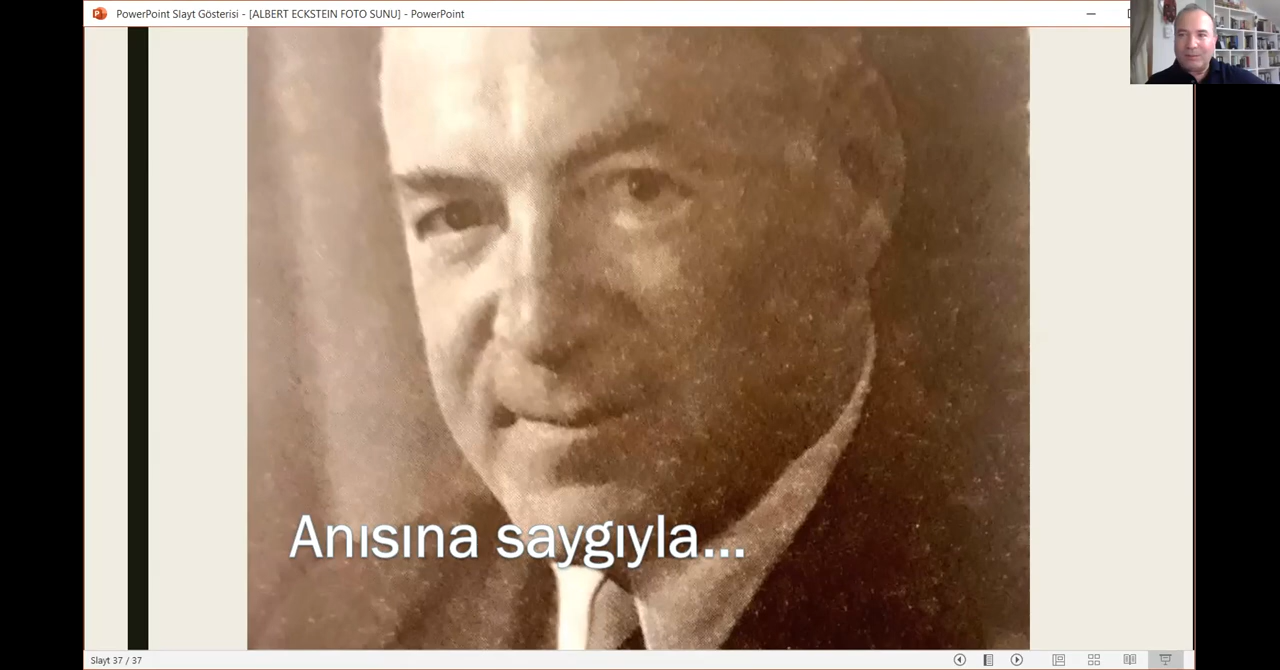 PowerPoint Slayt Gösterisi - [ALBERT ECKSTEIN FOTO SUNU] - PowerPoint
Anısına saygıyla...
Slayt 37 / 37